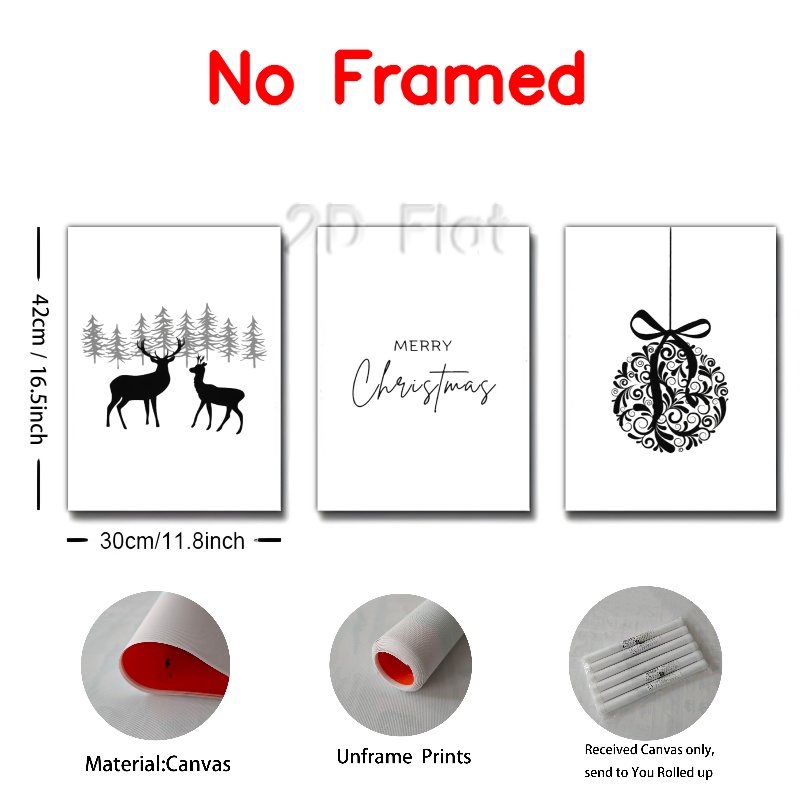 No Framed
2D Flat
42cm / 16.5inch
MERRY
Christmas
30cm/11.8inch
Material:Canvas
Unframe Prints
Received Canvas only,
send to You Rolled up